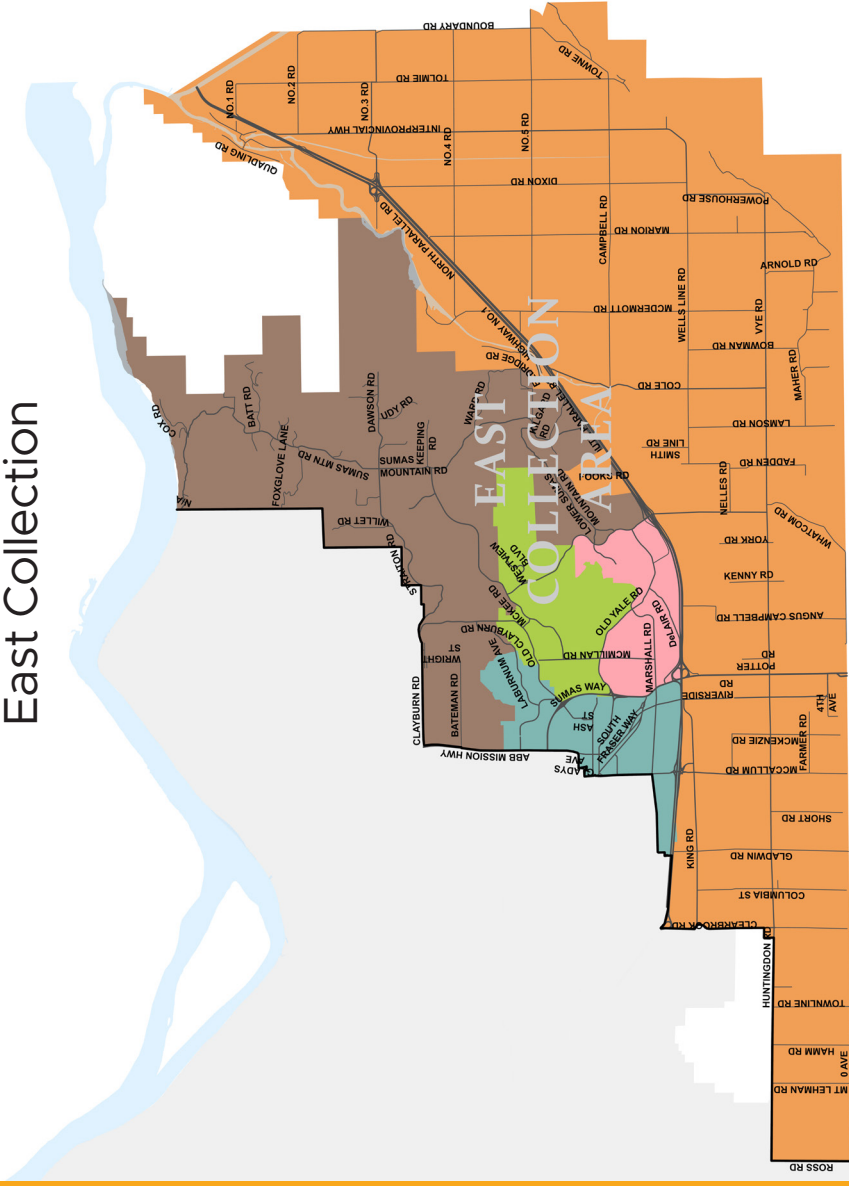 East Collection
BOUNDARY RD
TOWNE RD
TOLMIE RD
NO.1 RD
NO.2 RD
NO.3 RD
NO.4 RD
NO.5 RD
INTERPROVINCIAL HWY
QUADLING RD
DIXON RD
POWERHOUSE RD
NORTH PARALLEL RD
CAMPBELL RD
MARION RD
ARNOLD RD
WELLS LINE RD
MCDERMOTT RD
VYE RD
HIGHWAY NO.1
BOWMAN RD
MAHER RD
COLE RD
EAST
COLLECTION
AREA
COX RD
BATT RD
DAWSON RD
UDY RD
FOXGLOVE LANE
SUMAS MTN RD
KEEPING
RD
SUMAS
MOUNTAIN RD
LAMSON RD
SMITH
LINE RD
FADDEN RD
NELLES RD
N/A
WILLET RD
LOWER SUMAS
MOUNTAIN RD
WHATCOM RD
YORK RD
STRAITON RD
WESTVIEW
BLVD
MCKEE RD
KENNY RD
OLD YALE RD
DeLAIR RD
ANGUS CAMPBELL RD
OLD CLAYBURN RD
WRIGHT
ST
LABURNUM AVE
MCMILLAN RD
MARSHALL RD
POTTER
RD
CLAYBURN RD
BATEMAN RD
SUMAS WAY
RIVERSIDE
RD
4TH
AVE
ASH
ST
SOUTH
FRASER WAY
ABB MISSION HWY
GLADYS
AVE
MCKENZIE RD
FARMER RD
MCCALLUM RD
SHORT RD
KING RD
GLADWIN RD
COLUMBIA ST
CLEARBROOK RD
HUNTINGDON RD
TOWNLINE RD
HAMM RD
0 AVE
MT LEHMAN RD
ROSS RD